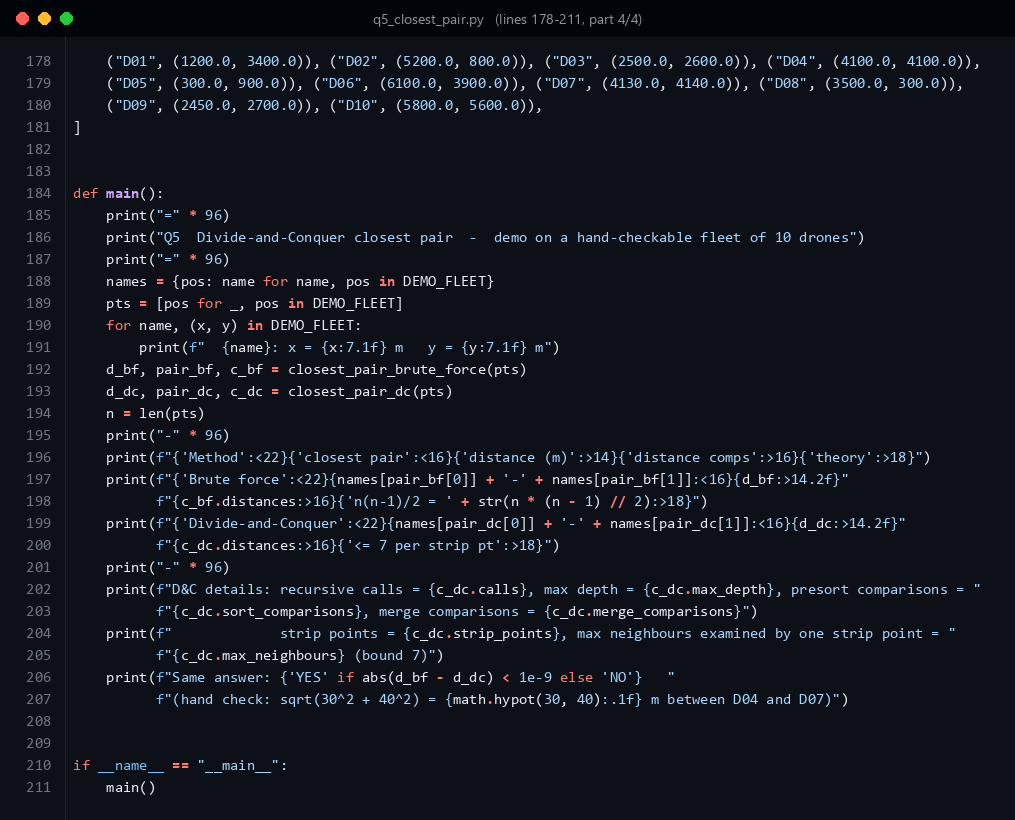 q5_closest_pair.py   (lines 178-211, part 4/4)
178      ("D01", (1200.0, 3400.0)), ("D02", (5200.0, 800.0)), ("D03", (2500.0, 2600.0)), ("D04", (4100.0, 4100.0)),
179      ("D05", (300.0, 900.0)), ("D06", (6100.0, 3900.0)), ("D07", (4130.0, 4140.0)), ("D08", (3500.0, 300.0)),
180      ("D09", (2450.0, 2700.0)), ("D10", (5800.0, 5600.0)),
181  ]
182
183
184  def main():
185      print("=" * 96)
186      print("Q5  Divide-and-Conquer closest pair  -  demo on a hand-checkable fleet of 10 drones")
187      print("=" * 96)
188      names = {pos: name for name, pos in DEMO_FLEET}
189      pts = [pos for _, pos in DEMO_FLEET]
190      for name, (x, y) in DEMO_FLEET:
191          print(f"  {name}: x = {x:7.1f} m   y = {y:7.1f} m")
192      d_bf, pair_bf, c_bf = closest_pair_brute_force(pts)
193      d_dc, pair_dc, c_dc = closest_pair_dc(pts)
194      n = len(pts)
195      print("-" * 96)
196      print(f"{'Method':<22}{'closest pair':<16}{'distance (m)':>14}{'distance comps':>16}{'theory':>18}")
197      print(f"{'Brute force':<22}{names[pair_bf[0]] + '-' + names[pair_bf[1]]:<16}{d_bf:>14.2f}"
198            f"{c_bf.distances:>16}{'n(n-1)/2 = ' + str(n * (n - 1) // 2):>18}")
199      print(f"{'Divide-and-Conquer':<22}{names[pair_dc[0]] + '-' + names[pair_dc[1]]:<16}{d_dc:>14.2f}"
200            f"{c_dc.distances:>16}{'<= 7 per strip pt':>18}")
201      print("-" * 96)
202      print(f"D&C details: recursive calls = {c_dc.calls}, max depth = {c_dc.max_depth}, presort comparisons = "
203            f"{c_dc.sort_comparisons}, merge comparisons = {c_dc.merge_comparisons}")
204      print(f"             strip points = {c_dc.strip_points}, max neighbours examined by one strip point = "
205            f"{c_dc.max_neighbours} (bound 7)")
206      print(f"Same answer: {'YES' if abs(d_bf - d_dc) < 1e-9 else 'NO'}   "
207            f"(hand check: sqrt(30^2 + 40^2) = {math.hypot(30, 40):.1f} m between D04 and D07)")
208
209
210  if __name__ == "__main__":
211      main()